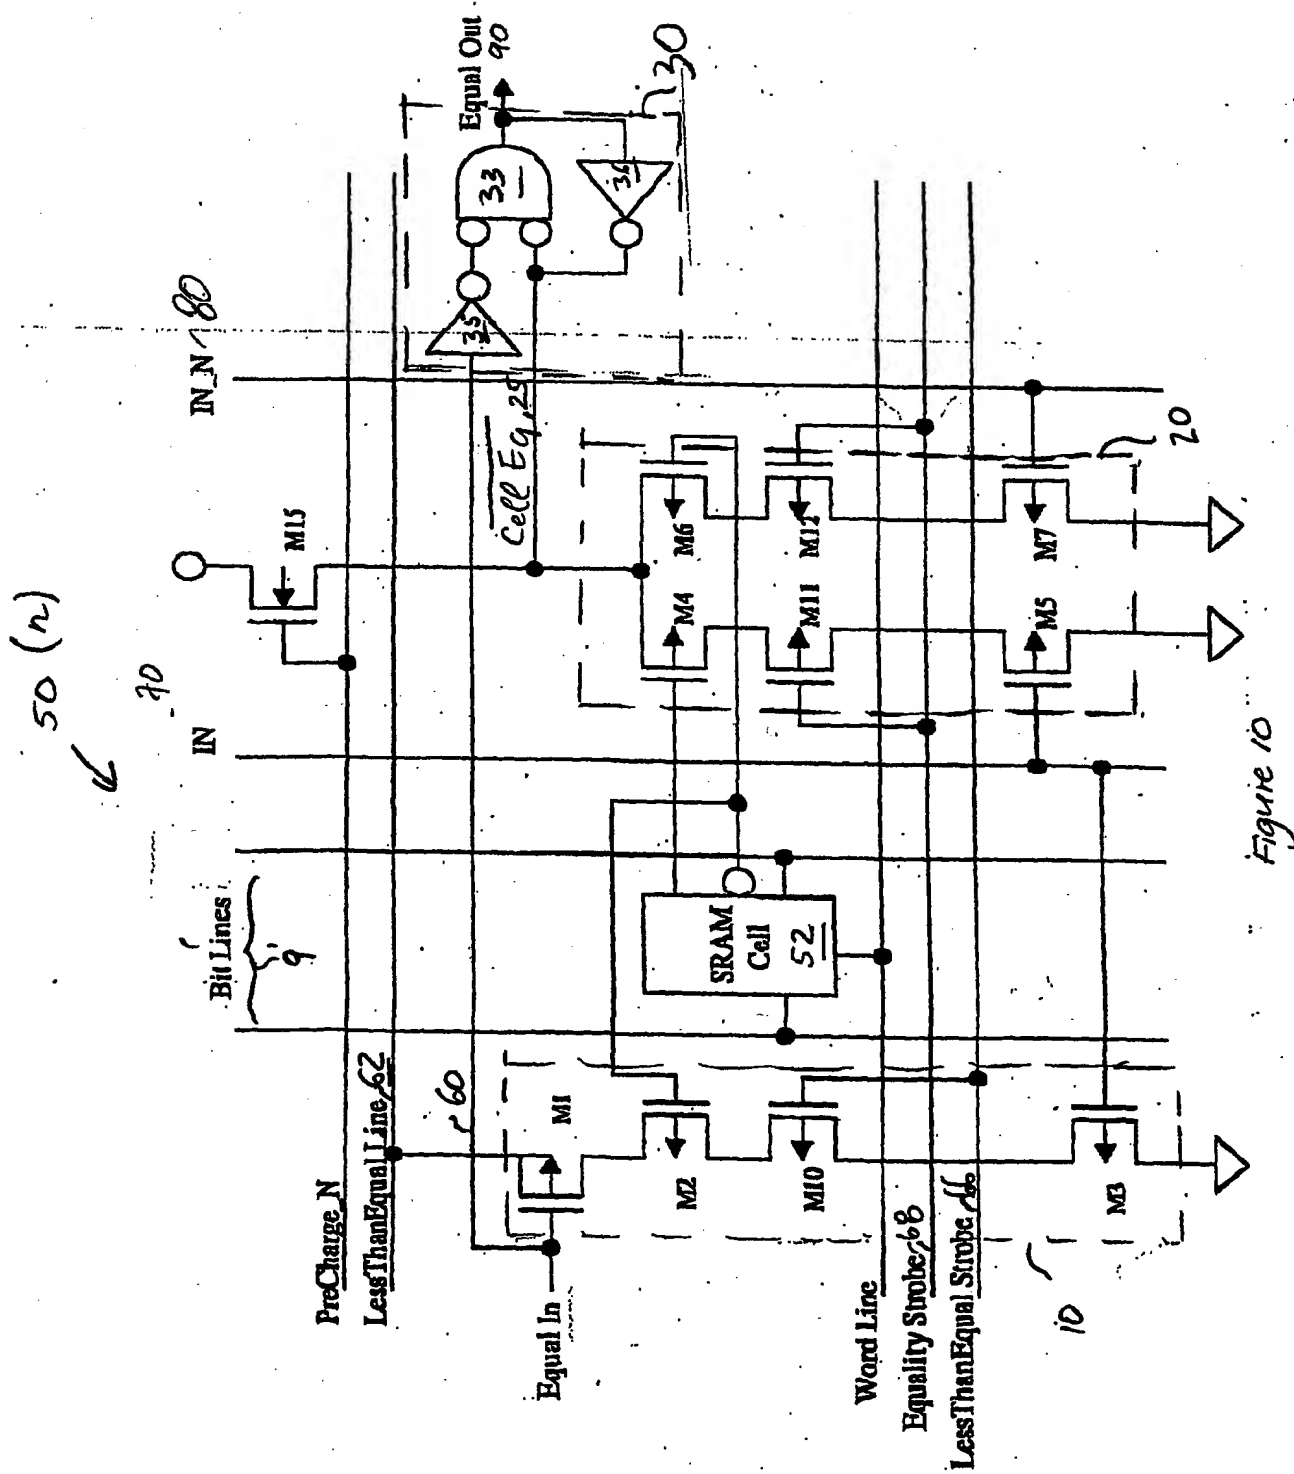 50 (n)
Bit Lines
9
IN
70
IN_N 80
M15
PreCharge_N
LessThanEqual Line, 62
60
Equal In
M1
M2
M10
M3
10
SRAM
Cell
52
Cell Eq, 25
M4
M6
M11
M12
M5
M7
20
35
33
36
Equal Out
90
30
Word Line
Equality Strobe, 68
LessThanEqual Strobe, 66
Figure 10